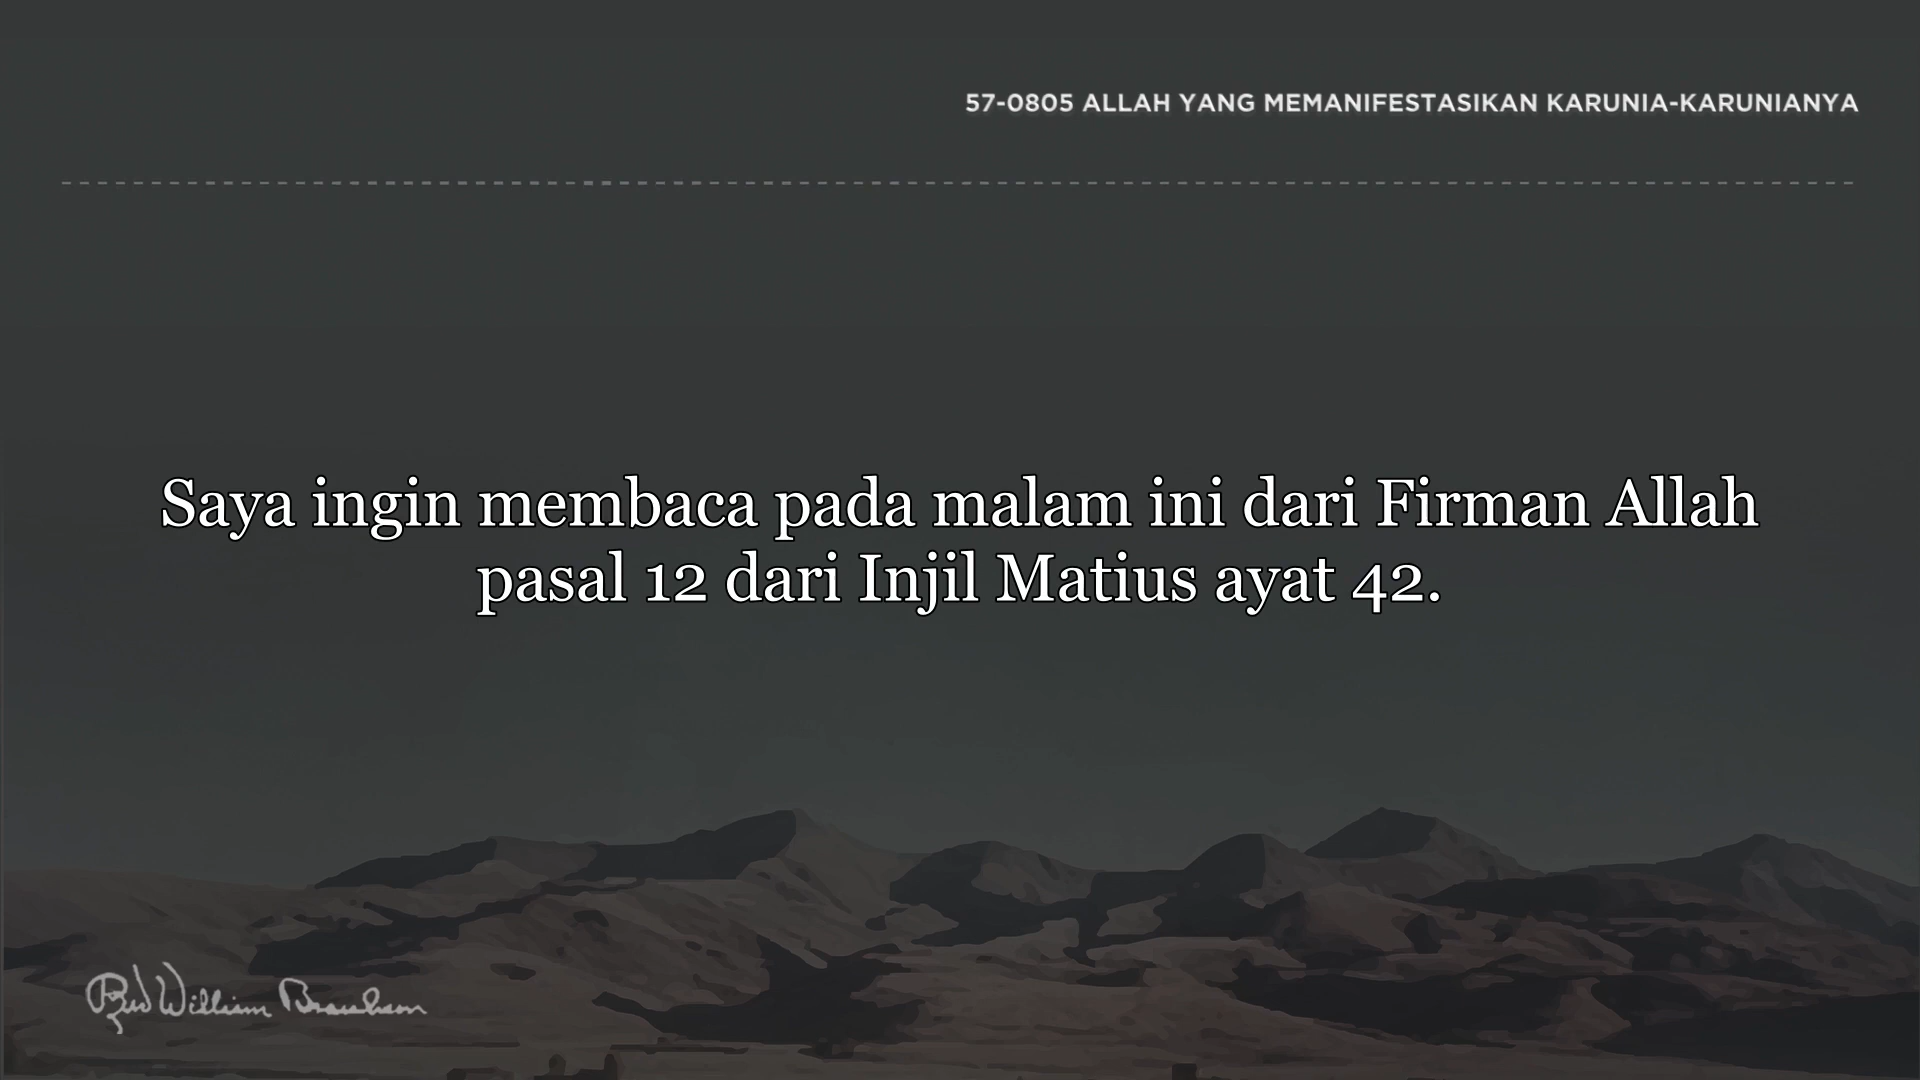 57-0805 ALLAH YANG MEMANIFESTASIKAN KARUNIA-KARUNIANYA
Saya ingin membaca pada malam ini dari Firman Allah
pasal 12 dari Injil Matius ayat 42.
Rev William Branham